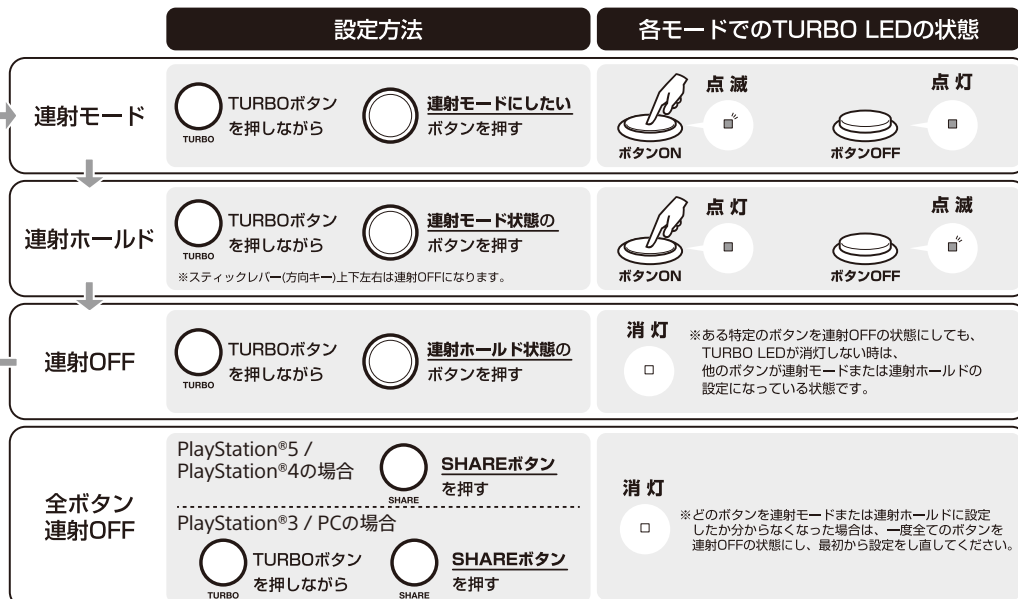 設定方法
各モードでのTURBO LEDの状態
連射モード
TURBO
TURBOボタン
を押しながら
連射モードにしたい
ボタンを押す
ボタンON
点滅
ボタンOFF
点灯
連射ホールド
TURBO
TURBOボタン
を押しながら
連射モード状態の
ボタンを押す
※スティックレバー(方向キー)上下左右は連射OFFになります。
ボタンON
点灯
ボタンOFF
点滅
連射OFF
TURBO
TURBOボタン
を押しながら
連射ホールド状態の
ボタンを押す
消灯
※ある特定のボタンを連射OFFの状態にしても、
TURBO LEDが消灯しない時は、
他のボタンが連射モードまたは連射ホールドの
設定になっている状態です。
全ボタン
連射OFF
PlayStation®5 /
PlayStation®4の場合
SHARE
SHAREボタン
を押す
PlayStation®3 / PCの場合
TURBO
TURBOボタン
を押しながら
SHARE
SHAREボタン
を押す
消灯
※どのボタンを連射モードまたは連射ホールドに設定
したか分からなくなった場合は、一度全てのボタンを
連射OFFの状態にし、最初から設定をし直してください。